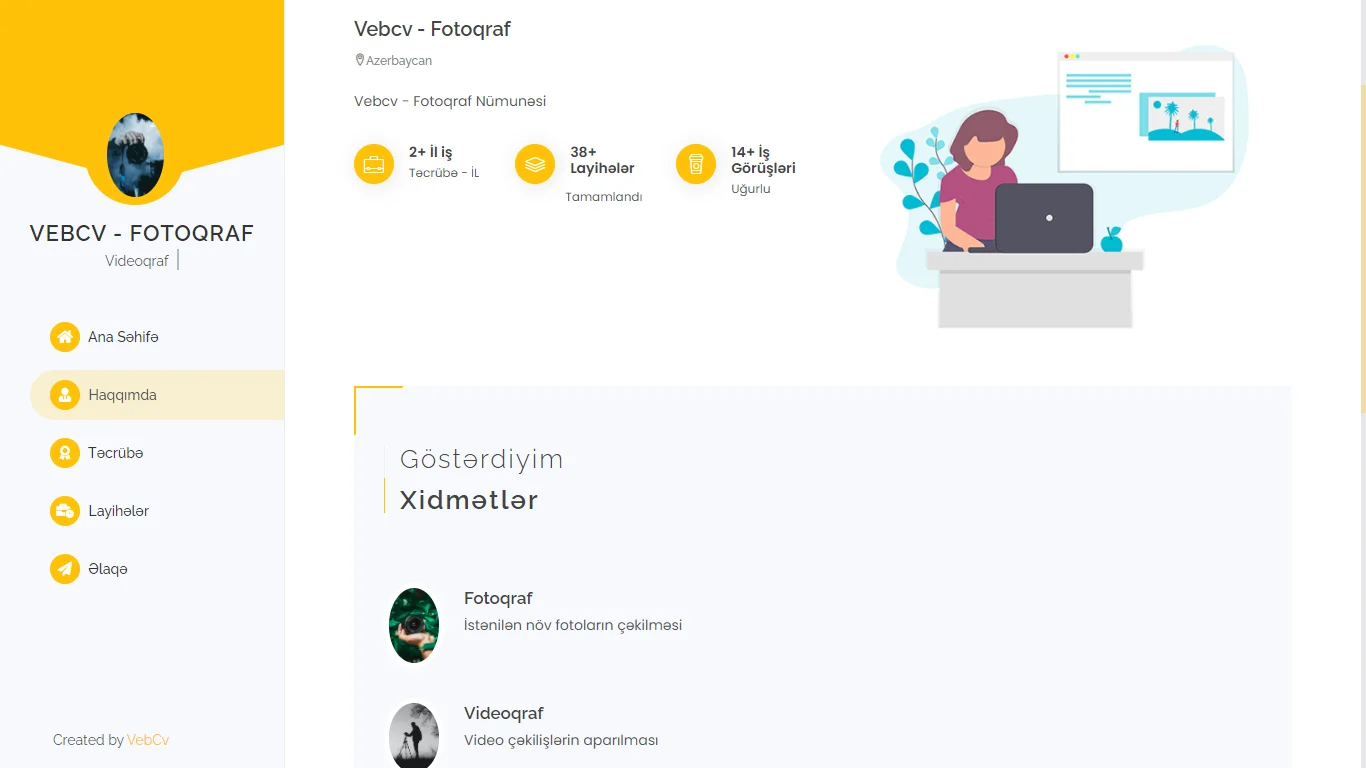 VEBCV - FOTOQRAF
Videoqraf
Ana Səhifə
Haqqımda
Təcrübə
Layihələr
Əlaqə
Created by VebCv
Vebcv - Fotoqraf
Azerbaycan
Vebcv - Fotoqraf Nümunəsi
2+ İl iş
Təcrübə - İL
38+
Layihələr
Tamamlandı
14+ İş
Görüşləri
Uğurlu
Göstərdiyim
Xidmətlər
Fotoqraf
İstənilən növ fotoların çəkilməsi
Videoqraf
Video çəkilişlərin aparılması